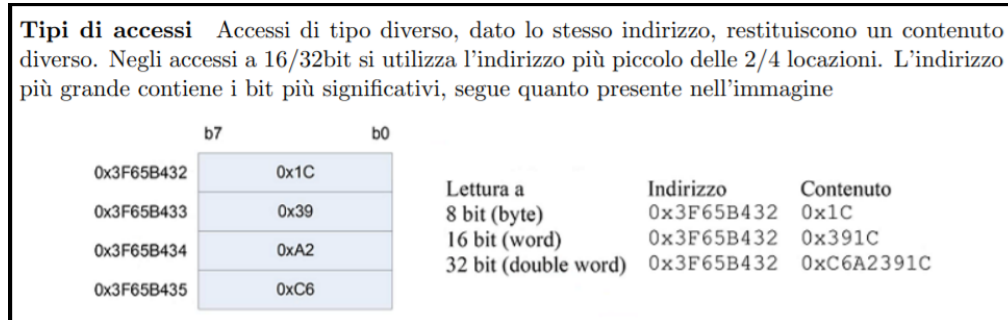 Tipi di accessi Accessi di tipo diverso, dato lo stesso indirizzo, restituiscono un contenuto
diverso. Negli accessi a 16/32bit si utilizza l'indirizzo più piccolo delle 2/4 locazioni. L'indirizzo
più grande contiene i bit più significativi, segue quanto presente nell'immagine
b7 b0
0x3F65B432 0x1C
0x3F65B433 0x39
0x3F65B434 0xA2
0x3F65B435 0xC6
Lettura a Indirizzo Contenuto
8 bit (byte) 0x3F65B432 0x1C
16 bit (word) 0x3F65B432 0x391C
32 bit (double word) 0x3F65B432 0xC6A2391C